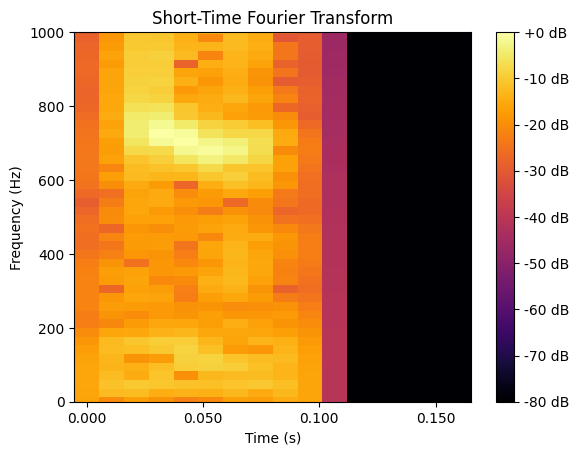 Short-Time Fourier Transform
1000
800
600
400
200
0
Frequency (Hz)
0.000
0.050
0.100
0.150
Time (s)
+0 dB
-10 dB
-20 dB
-30 dB
-40 dB
-50 dB
-60 dB
-70 dB
-80 dB